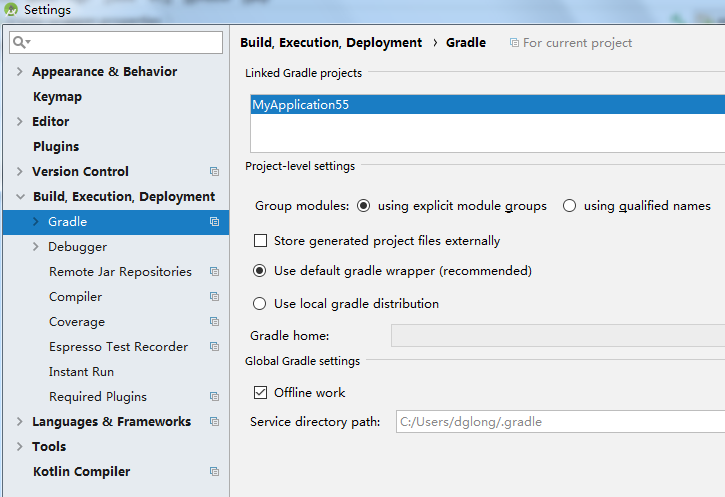 Settings
Appearance & Behavior
Keymap
Editor
Plugins
Version Control
Build, Execution, Deployment
Gradle
Debugger
Remote Jar Repositories
Compiler
Coverage
Espresso Test Recorder
Instant Run
Required Plugins
Languages & Frameworks
Tools
Kotlin Compiler
Build, Execution, Deployment › Gradle For current project
Linked Gradle projects
MyApplication55
Project-level settings
Group modules: using explicit module groups using qualified names
Store generated project files externally
Use default gradle wrapper (recommended)
Use local gradle distribution
Gradle home:
Global Gradle settings
Offline work
Service directory path: C:/Users/dglong/.gradle